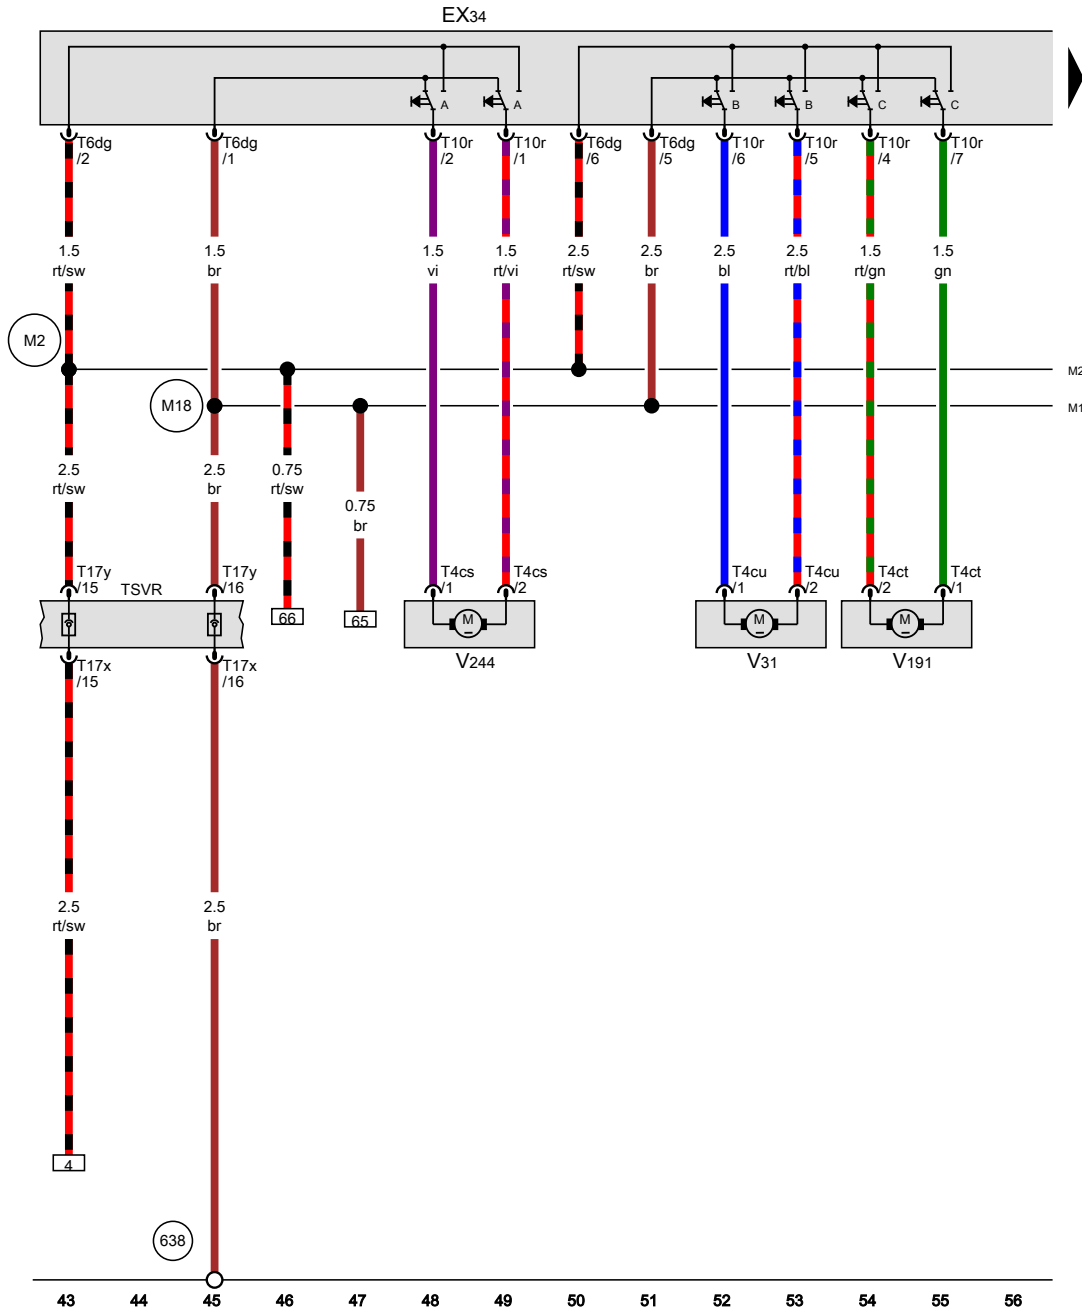 EX34
A A B B C C
T6dg T6dg T10r T10r T6dg T6dg T10r T10r T10r T10r
/2 /1 /2 /1 /6 /5 /6 /5 /4 /7
1.5 1.5 1.5 1.5 2.5 2.5 2.5 2.5 1.5 1.5
rt/sw br vi rt/vi rt/sw br bl rt/bl rt/gn gn
M2
M2
M18
M1
2.5 2.5 0.75
rt/sw br rt/sw
0.75
br
T17y TSVR T17y T4cs T4cs T4cu T4cu T4ct T4ct
/15 /16 /1 /2 /1 /2 /2 /1
66 65
M M M
V244 V31 V191
T17x T17x
/15 /16
2.5 2.5
rt/sw br
4
638
43 44 45 46 47 48 49 50 51 52 53 54 55 56